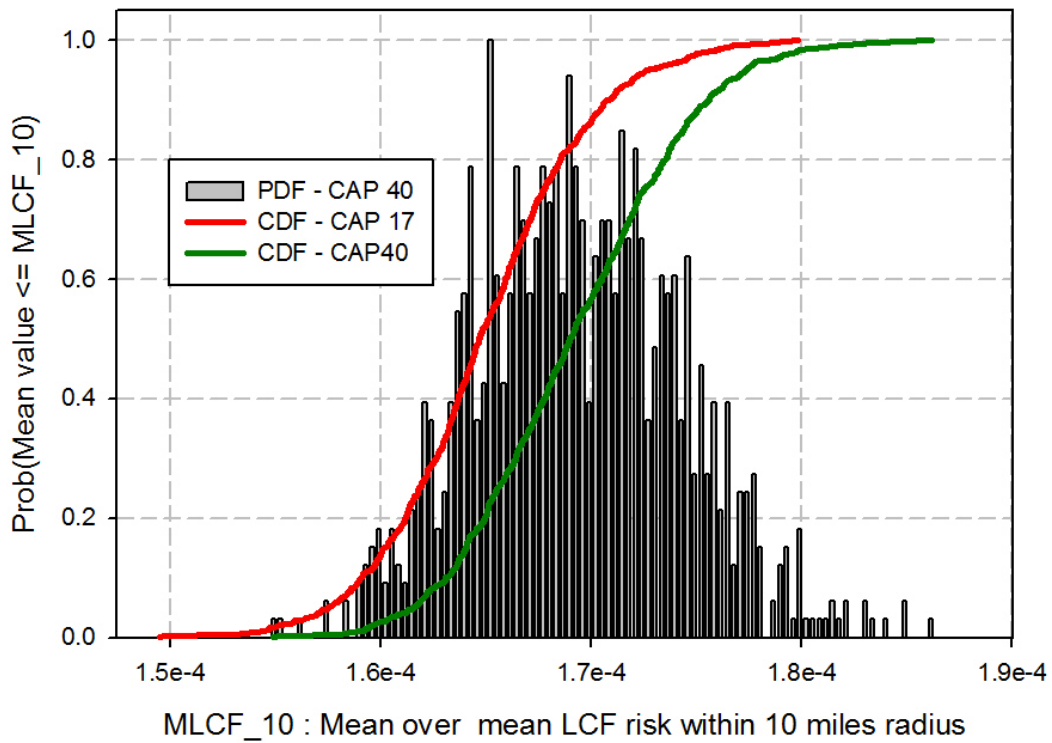 Prob(Mean value <= MLCF_10)
1.0
0.8
0.6
0.4
0.2
0.0
PDF - CAP 40
CDF - CAP 17
CDF - CAP40
1.5e-4 1.6e-4 1.7e-4 1.8e-4 1.9e-4
MLCF_10 : Mean over mean LCF risk within 10 miles radius